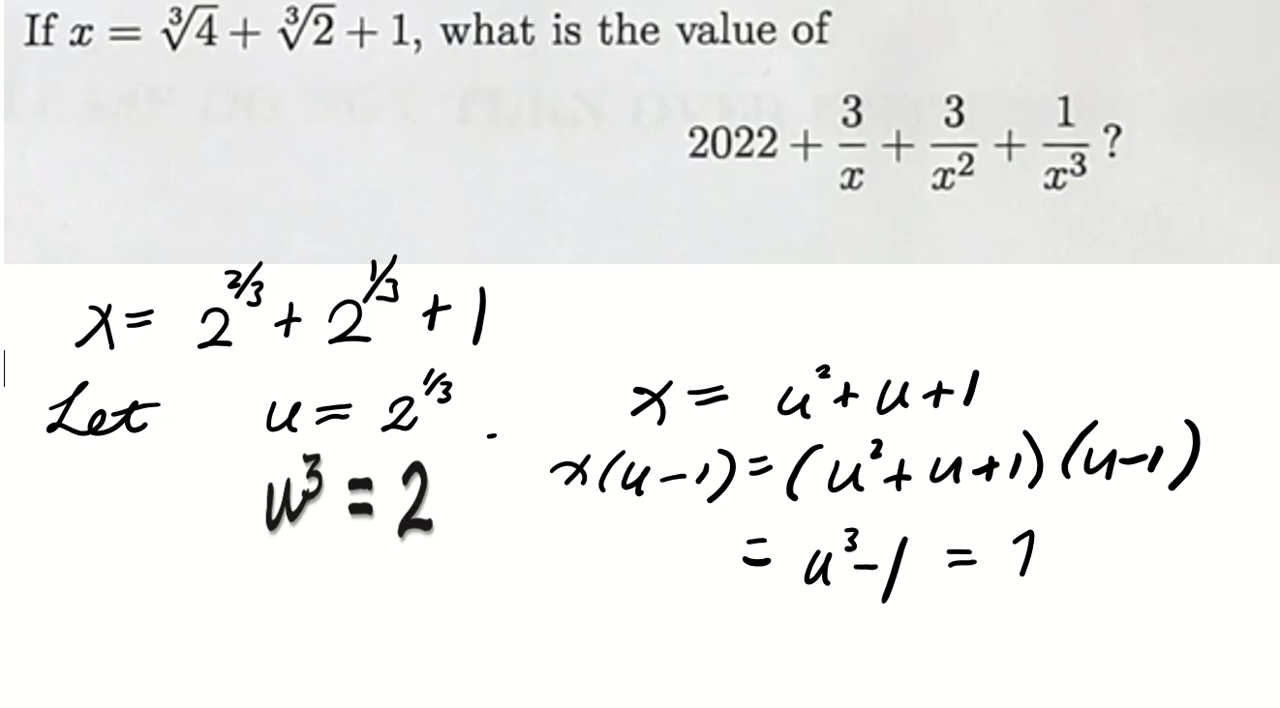 If x = ∛4 + ∛2 + 1, what is the value of
2022 + 3/x + 3/x² + 1/x³ ?
x = 2^2/3 + 2^1/3 + 1
Let u = 2^1/3 .
u³ = 2
x = u² + u + 1
x(u-1) = (u² + u + 1)(u-1)
= u³-1 = 1